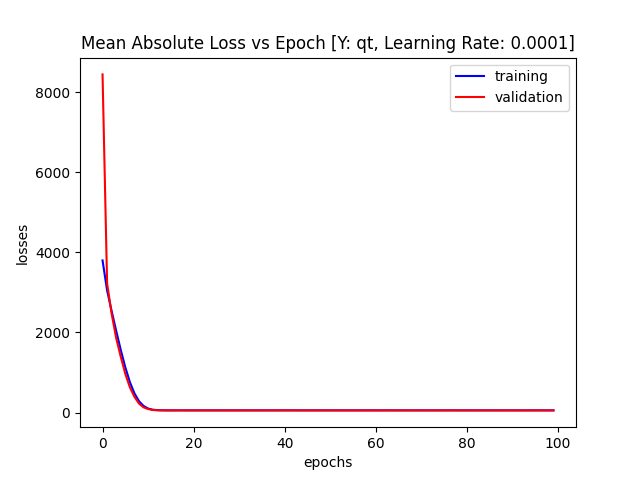 Mean Absolute Loss vs Epoch [Y: qt, Learning Rate: 0.0001]
training
validation
losses
8000
6000
4000
2000
0
0 20 40 60 80 100
epochs